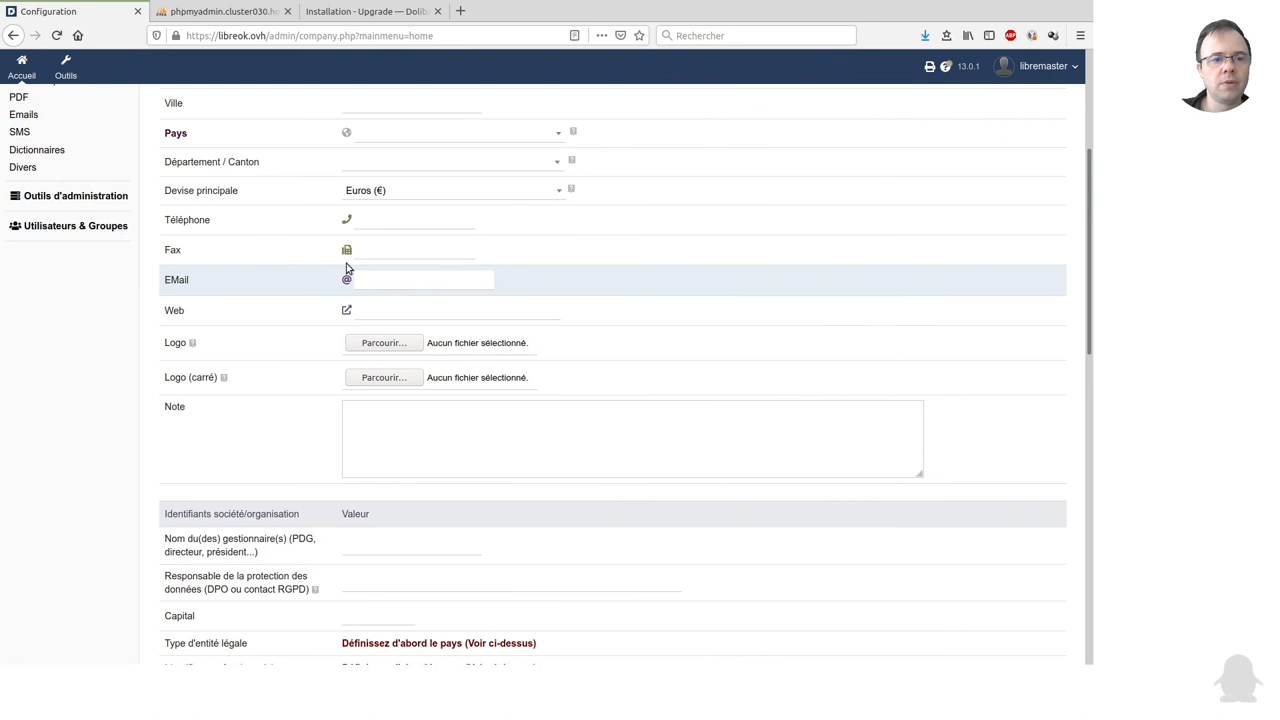 Configuration
phpmyadmin.cluster030.ho
Installation - Upgrade — Doliba
https://libreok.ovh/admin/company.php?mainmenu=home
Rechercher
ABP
Accueil
Outils
13.0.1
libremaster
PDF
Emails
SMS
Dictionnaires
Divers
Outils d'administration
Utilisateurs & Groupes
Ville
Pays
Département / Canton
Devise principale
Euros (€)
Téléphone
Fax
EMail
@
Web
Logo
Parcourir...
Aucun fichier sélectionné.
Logo (carré)
Parcourir...
Aucun fichier sélectionné.
Note
Identifiants société/organisation
Valeur
Nom du(des) gestionnaire(s) (PDG,
directeur, président...)
Responsable de la protection des
données (DPO ou contact RGPD)
Capital
Type d'entité légale
Définissez d'abord le pays (Voir ci-dessus)